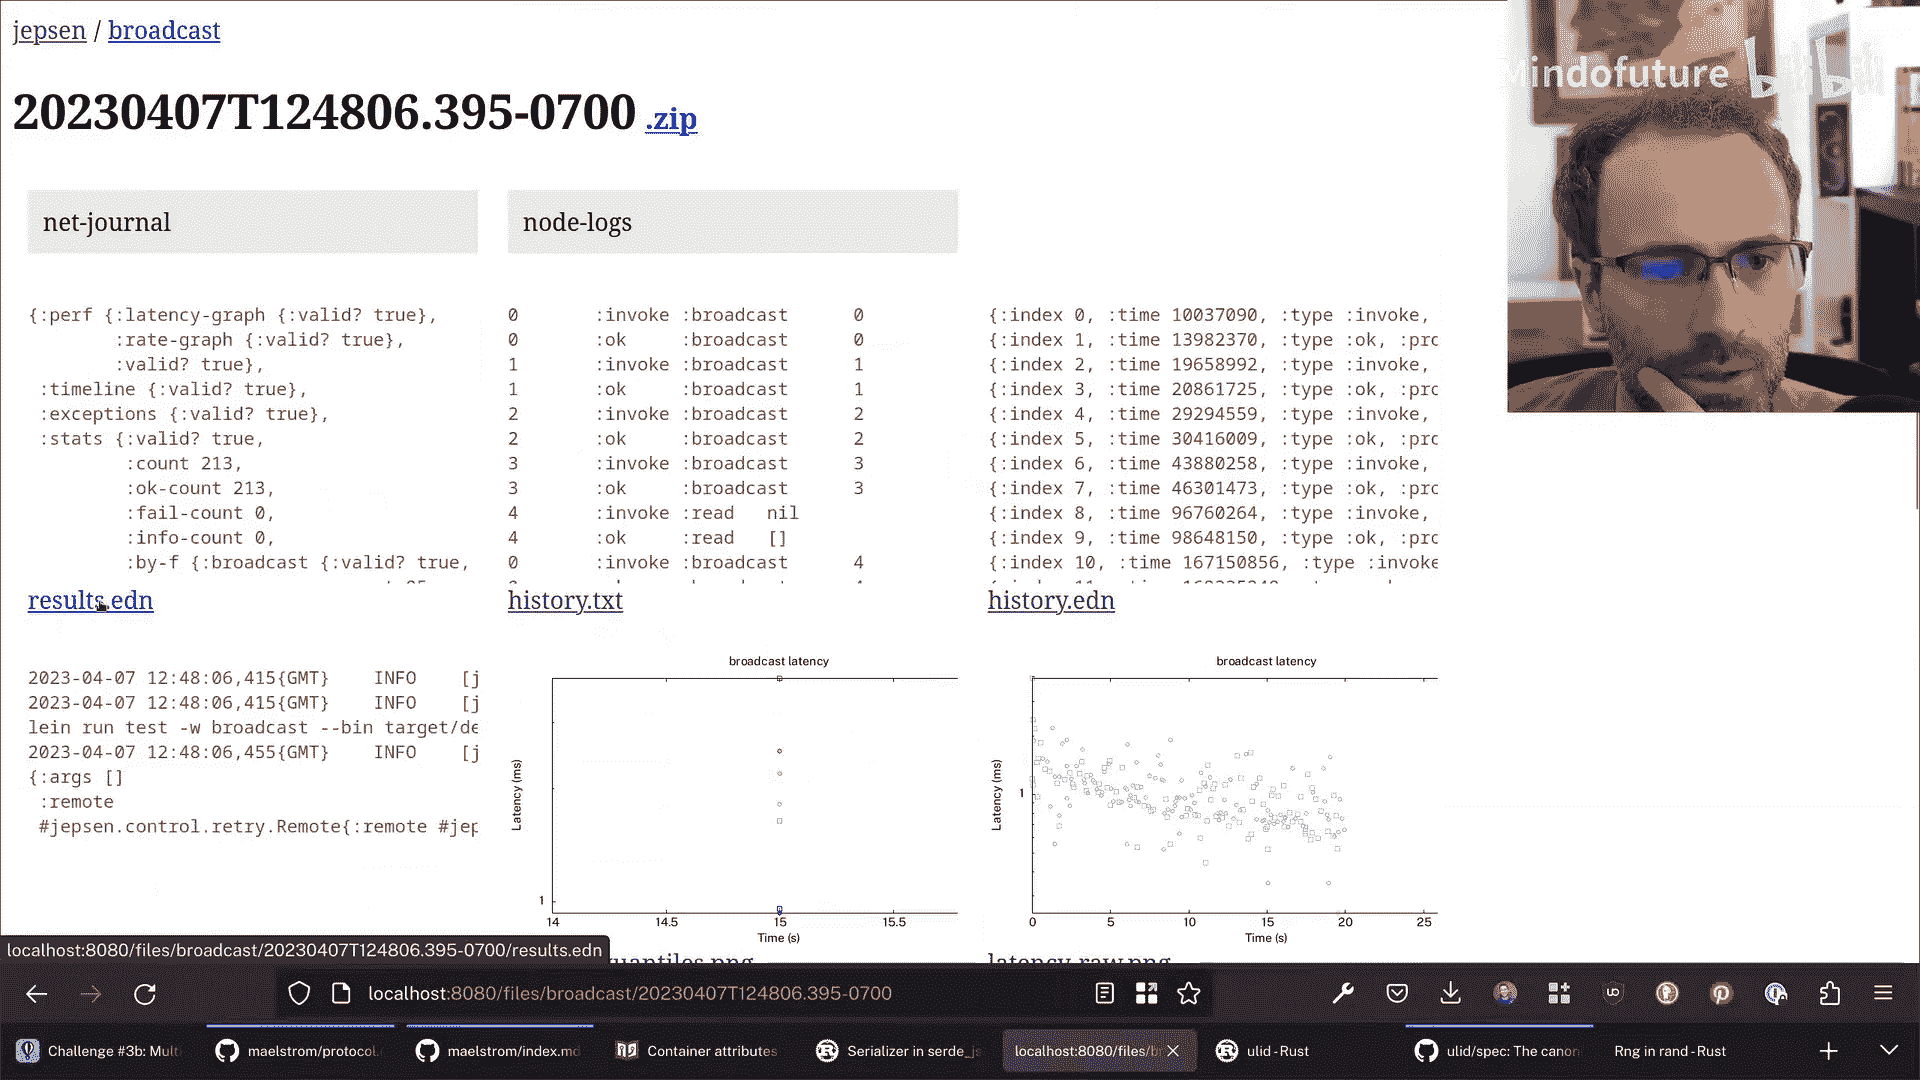 jepsen / broadcast
Mindofuture bilibili
20230407T124806.395-0700 .zip
net-journal
node-logs
{:perf {:latency-graph {:valid? true},
:rate-graph {:valid? true},
:valid? true},
:timeline {:valid? true},
:exceptions {:valid? true},
:stats {:valid? true,
:count 213,
:ok-count 213,
:fail-count 0,
:info-count 0,
:by-f {:broadcast {:valid? true,
results.edn
0 :invoke :broadcast 0
0 :ok :broadcast 0
1 :invoke :broadcast 1
1 :ok :broadcast 1
2 :invoke :broadcast 2
2 :ok :broadcast 2
3 :invoke :broadcast 3
3 :ok :broadcast 3
4 :invoke :read nil
4 :ok :read []
0 :invoke :broadcast 4
history.txt
{:index 0, :time 10037090, :type :invoke,
{:index 1, :time 13982370, :type :ok, :pro
{:index 2, :time 19658992, :type :invoke,
{:index 3, :time 20861725, :type :ok, :pro
{:index 4, :time 29294559, :type :invoke,
{:index 5, :time 30416009, :type :ok, :pro
{:index 6, :time 43880258, :type :invoke,
{:index 7, :time 46301473, :type :ok, :pro
{:index 8, :time 96760264, :type :invoke,
{:index 9, :time 98648150, :type :ok, :pro
{:index 10, :time 167150856, :type :invoke
history.edn
2023-04-07 12:48:06,415{GMT} INFO [j
2023-04-07 12:48:06,415{GMT} INFO [j
lein run test -w broadcast --bin target/de
2023-04-07 12:48:06,455{GMT} INFO [j
{:args []
:remote
#jepsen.control.retry.Remote{:remote #jep
broadcast latency
Latency (ms)
1
14 14.5 15 15.5
Time (s)
broadcast latency
Latency (ms)
1
0 5 10 15 20 25
Time (s)
latency-raw.png
localhost:8080/files/broadcast/20230407T124806.395-0700/results.edn
localhost:8080/files/broadcast/20230407T124806.395-0700
Challenge #3b: Mult
maelstrom/protocol.
maelstrom/index.md
Container attributes
Serializer in serde_js
localhost:8080/files/br
ulid - Rust
ulid/spec: The canon
Rng in rand - Rust